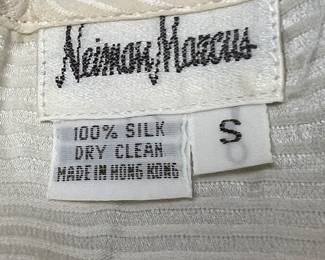 Neiman Marcus
100% SILK
DRY CLEAN
MADE IN HONG KONG
S